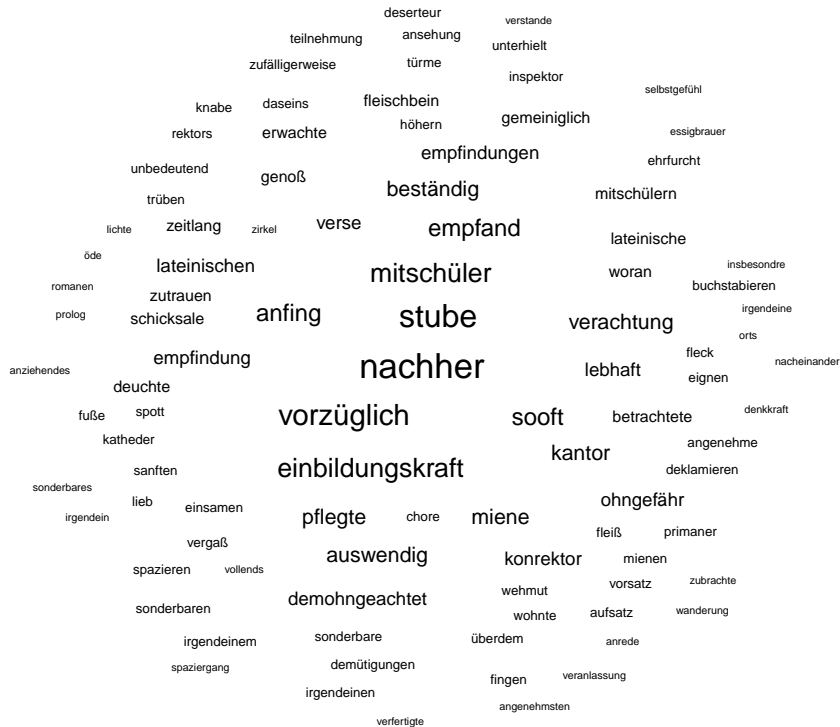 deserteur
verstande
teilnehmung ansehung
unterhielt
zufälligerweise türme
inspektor
selbstgefühl
knabe daseins fleischbein
gemeiniglich
höhern
rektors erwachte essigbrauer
empfindungen
unbedeutend ehrfurcht
genoß
beständig mitschülern
trüben
zeitlang verse
lichte zirkel empfand
lateinische
öde
lateinischen mitschüler woran insbesondre
romanen buchstabieren
zutrauen
prolog schicksale anfing stube verachtung irgendeine
orts
fleck
empfindung nachher lebhaft nacheinander
anziehendes eignen
deuchte
fuße spott vorzüglich sooft betrachtete denkkraft
katheder angenehme
kantor
sanften einbildungskraft deklamieren
sonderbares
lieb einsamen ohngefähr
irgendein pflegte chore miene
fleiß primaner
vergaß
auswendig konrektor mienen
spazieren vollends
vorsatz zubrachte
wehmut
demohngeachtet
sonderbaren wohnte aufsatz wanderung
irgendeinem sonderbare überdem anrede
spaziergang demütigungen
veranlassung
fingen
irgendeinen
angenehmsten
verfertigte